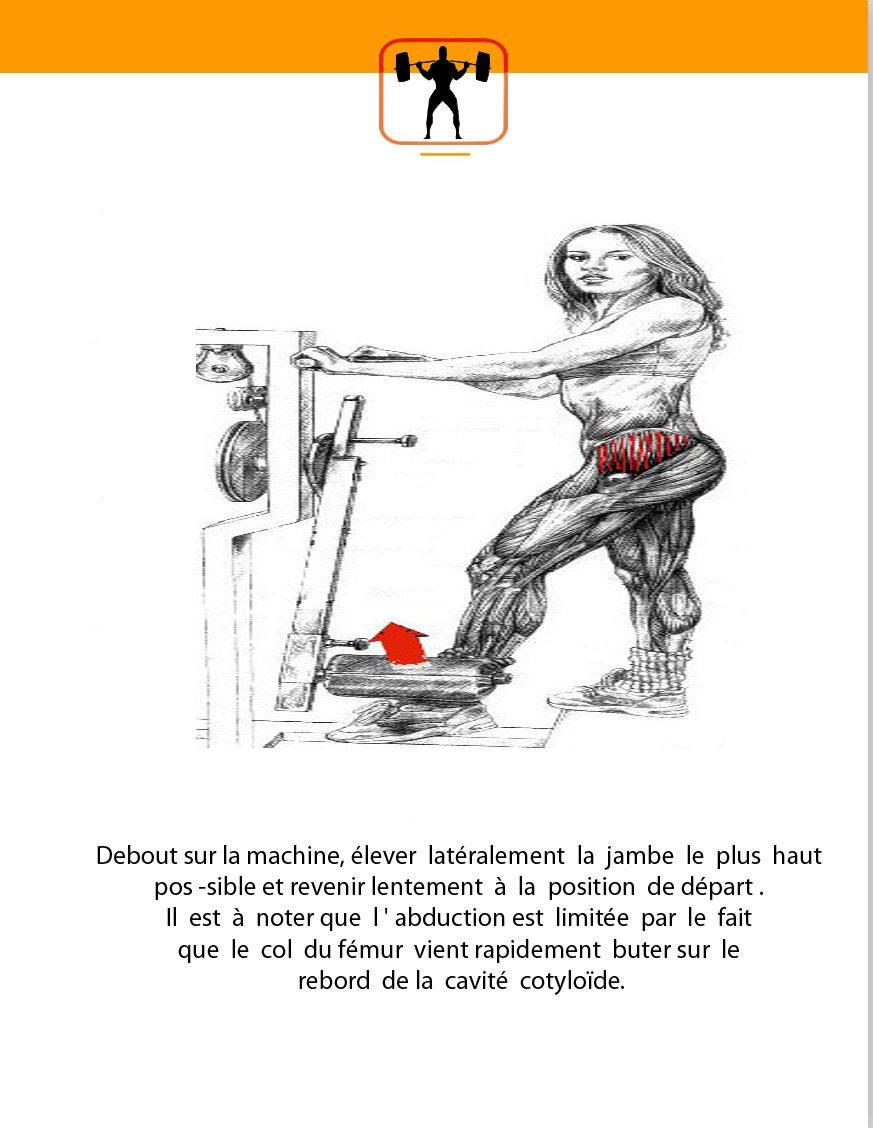 Debout sur la machine, élever latéralement la jambe le plus haut
pos -sible et revenir lentement à la position de départ .
Il est à noter que l ' abduction est limitée par le fait
que le col du fémur vient rapidement buter sur le
rebord de la cavité cotyloïde.